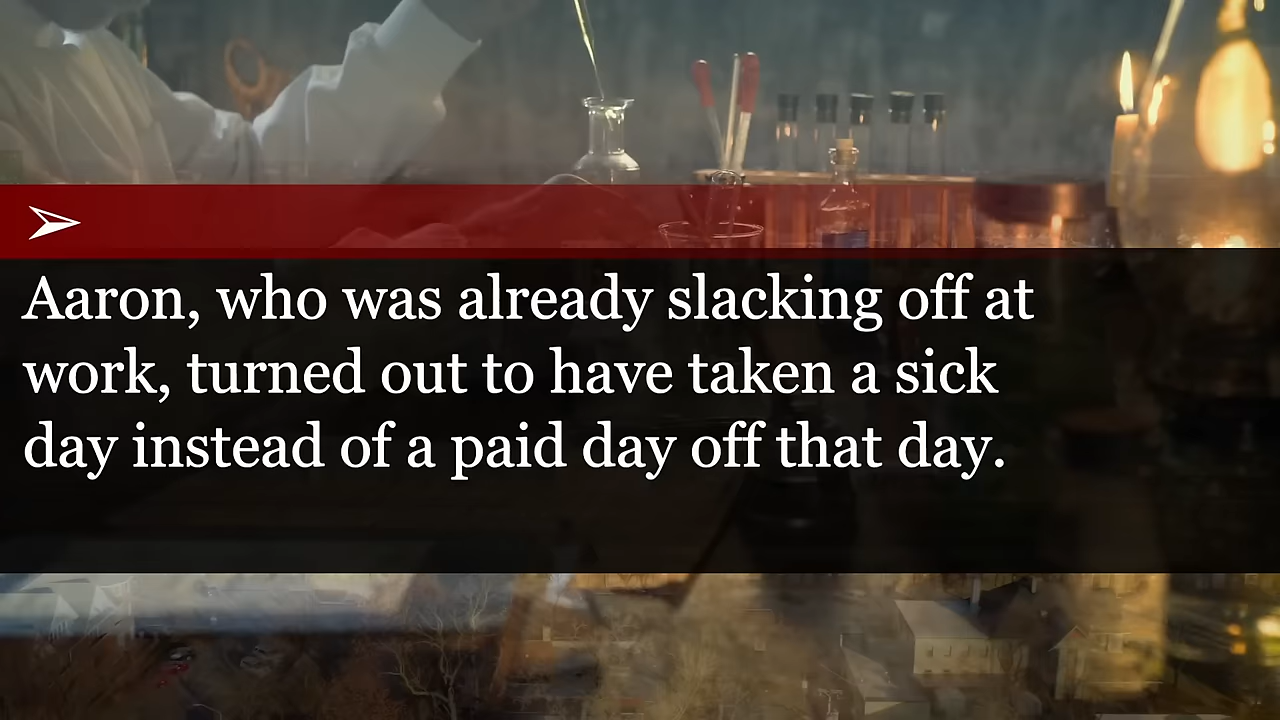 Aaron, who was already slacking off at
work, turned out to have taken a sick
day instead of a paid day off that day.